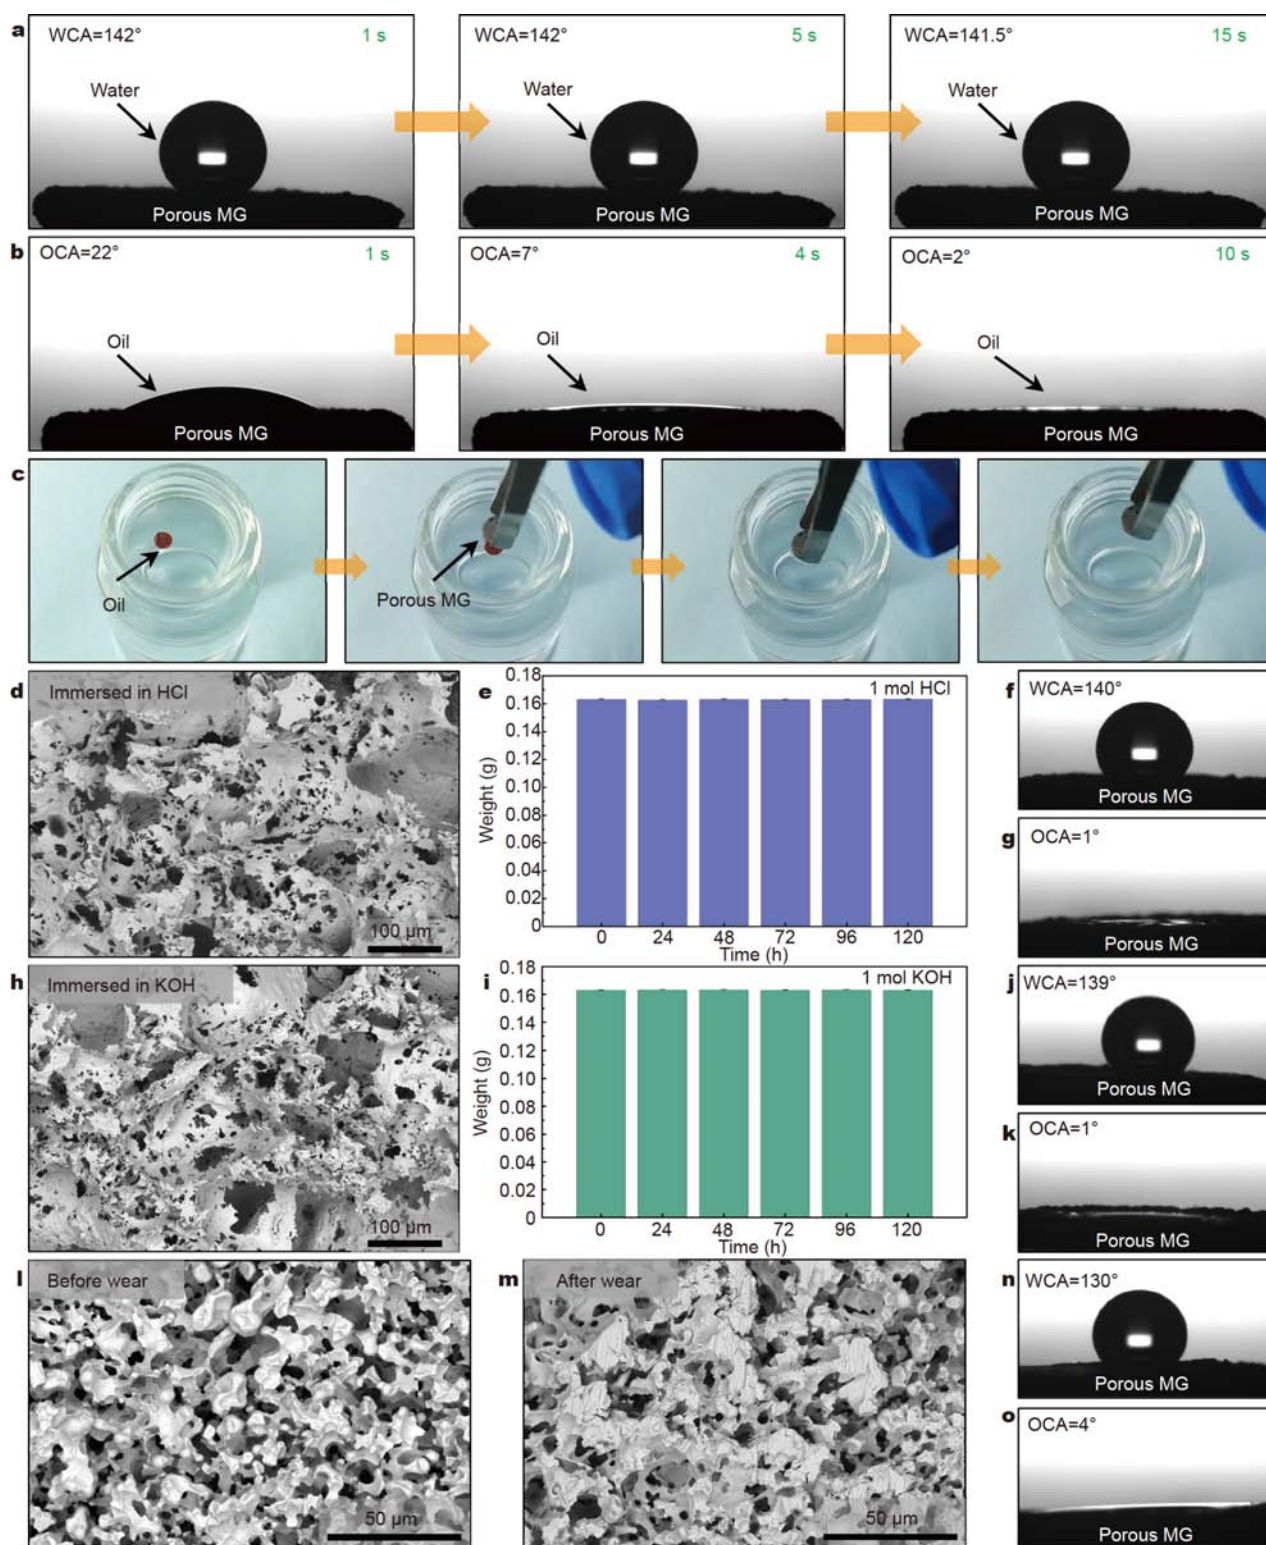 a WCA=142° 1 s
Water
Porous MG
WCA=142° 5 s
Water
Porous MG
WCA=141.5° 15 s
Water
Porous MG
b OCA=22° 1 s
Oil
Porous MG
OCA=7° 4 s
Oil
Porous MG
OCA=2° 10 s
Oil
Porous MG
c
Oil
Porous MG
d Immersed in HCl
100 µm
e
1 mol HCl
Weight (g)
0.18
0.16
0.14
0.12
0.10
0.08
0.06
0.04
0.02
0
0 24 48 72 96 120
Time (h)
f WCA=140°
Porous MG
g OCA=1°
Porous MG
h Immersed in KOH
100 µm
i
1 mol KOH
Weight (g)
0.18
0.16
0.14
0.12
0.10
0.08
0.06
0.04
0.02
0
0 24 48 72 96 120
Time (h)
j WCA=139°
Porous MG
k OCA=1°
Porous MG
l Before wear
50 µm
m After wear
50 µm
n WCA=130°
Porous MG
o OCA=4°
Porous MG